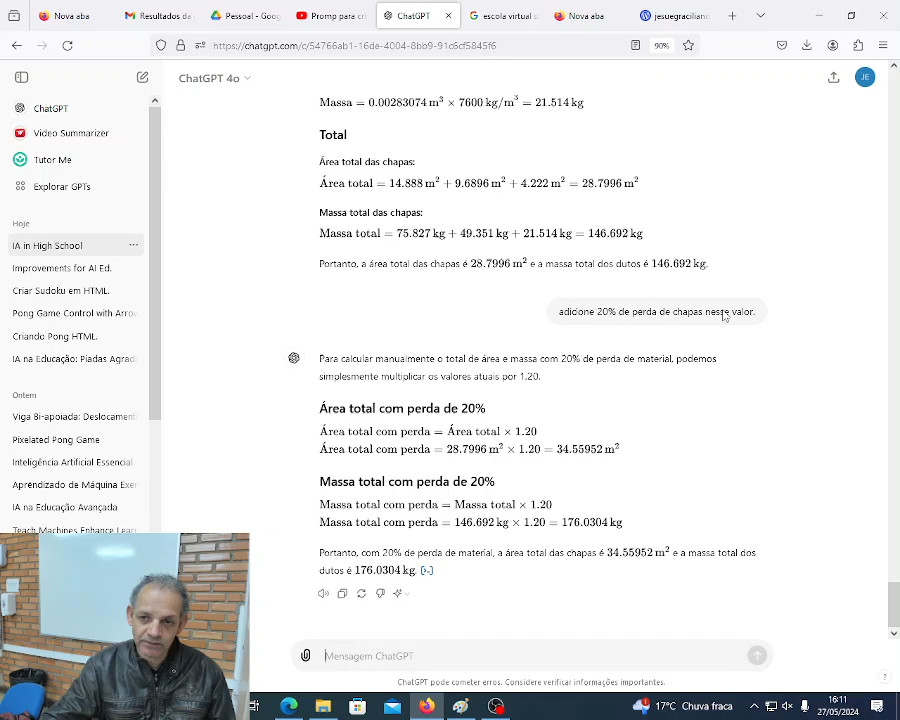 Nova aba
Resultados da
Pessoal - Goog
Promp para cri
ChatGPT
escola virtual s
Nova aba
jesuegraciliano
https://chatgpt.com/c/54766ab1-16de-4004-8bb9-91c6cf5845f6
90%
ChatGPT 4o
JE
ChatGPT
Video Summarizer
Tutor Me
Explorar GPTs
Hoje
IA in High School
Improvements for AI Ed.
Criar Sudoku em HTML.
Pong Game Control with Arrow
Criando Pong HTML.
IA na Educação: Piadas Agrada
Ontem
Viga Bi-apoiada: Deslocament
Pixelated Pong Game
Inteligência Artificial Essencial
Aprendizado de Máquina Exer
IA na Educação Avançada
Teach Machines Enhance Learn
Massa = 0.00283074 m³ × 7600 kg/m³ = 21.514 kg
Total
Área total das chapas:
Área total = 14.888 m² + 9.6896 m² + 4.222 m² = 28.7996 m²
Massa total das chapas:
Massa total = 75.827 kg + 49.351 kg + 21.514 kg = 146.692 kg
Portanto, a área total das chapas é 28.7996 m² e a massa total dos dutos é 146.692 kg.
adicione 20% de perda de chapas nesse valor.
Para calcular manualmente o total de área e massa com 20% de perda de material, podemos
simplesmente multiplicar os valores atuais por 1,20.
Área total com perda de 20%
Área total com perda = Área total × 1.20
Área total com perda = 28.7996 m² × 1.20 = 34.55952 m²
Massa total com perda de 20%
Massa total com perda = Massa total × 1.20
Massa total com perda = 146.692 kg × 1.20 = 176.0304 kg
Portanto, com 20% de perda de material, a área total das chapas é 34.55952 m² e a massa total dos
dutos é 176.0304 kg. [>-]
Mensagem ChatGPT
ChatGPT pode cometer erros. Considere verificar informações importantes.
?
17°C Chuva fraca
16:11
27/05/2024